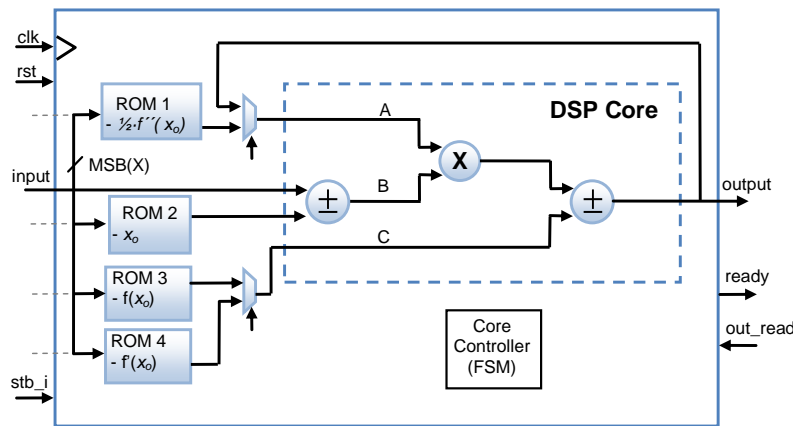 clk
rst
ROM 1
- ½·f´´( xₒ)
MSB(X)
input
ROM 2
- xₒ
ROM 3
- f(xₒ)
ROM 4
- f'(xₒ)
stb_i
A
B
C
DSP Core
X
±
±
Core
Controller
(FSM)
output
ready
out_read